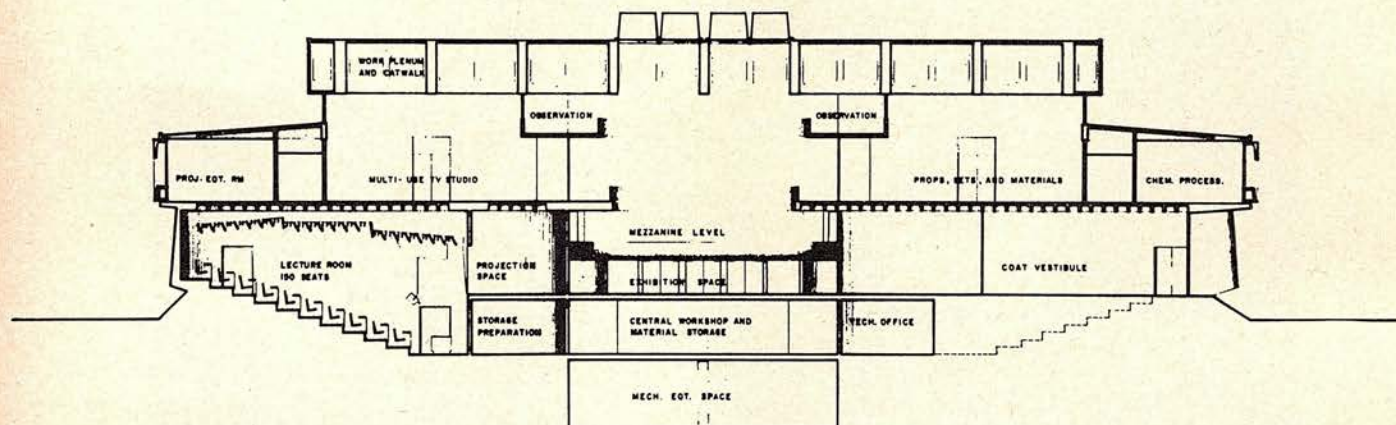 WORK PLENUM
AND CATWALK
OBSERVATION
OBSERVATION
PROJ. EQT. RM
MULTI-USE TV STUDIO
PROPS, SETS, AND MATERIALS
CHEM. PROCESS.
MEZZANINE LEVEL
LECTURE ROOM
190 SEATS
PROJECTION
SPACE
EXHIBITION SPACE
COAT VESTIBULE
STORAGE
PREPARATION
CENTRAL WORKSHOP AND
MATERIAL STORAGE
TECH. OFFICE
MECH. EQT. SPACE